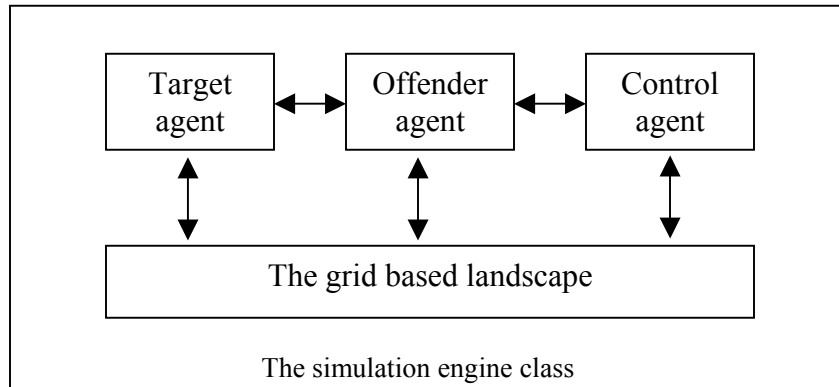 Target
agent
Offender
agent
Control
agent
The grid based landscape
The simulation engine class